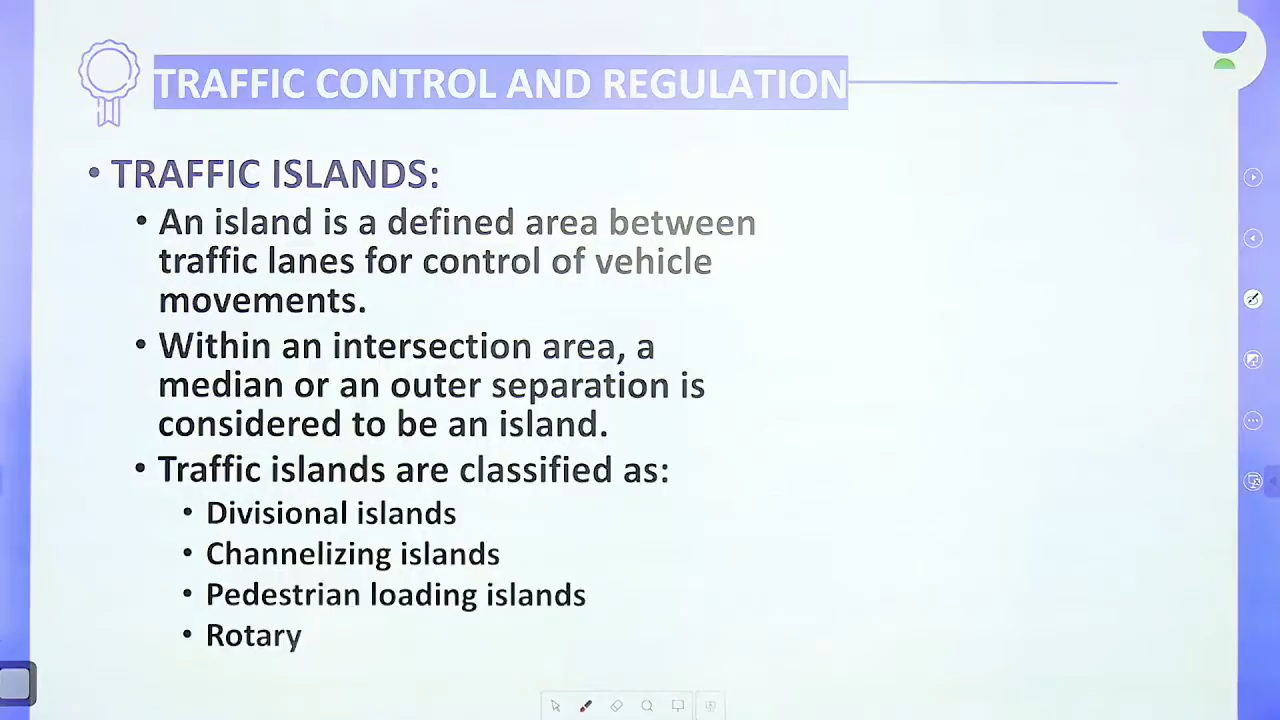 TRAFFIC CONTROL AND REGULATION
• TRAFFIC ISLANDS:
• An island is a defined area between
traffic lanes for control of vehicle
movements.
• Within an intersection area, a
median or an outer separation is
considered to be an island.
• Traffic islands are classified as:
• Divisional islands
• Channelizing islands
• Pedestrian loading islands
• Rotary